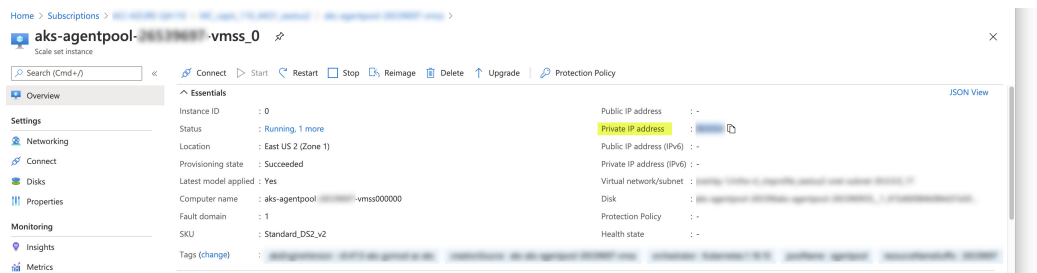 Home > Subscriptions > >
aks-agentpool- -vmss_0
Scale set instance
Search (Cmd+/)
«
Connect Start Restart Stop Reimage Delete Upgrade Protection Policy
Overview
Settings
Networking
Connect
Disks
Properties
Monitoring
Insights
Metrics
Essentials
JSON View
Instance ID : 0
Status : Running, 1 more
Location : East US 2 (Zone 1)
Provisioning state : Succeeded
Latest model applied : Yes
Computer name : aks-agentpool -vmss000000
Fault domain : 1
SKU : Standard_DS2_v2
Public IP address : -
Private IP address :
Public IP address (IPv6) : -
Private IP address (IPv6) : -
Virtual network/subnet :
Disk :
Protection Policy : -
Health state : -
Tags (change) :